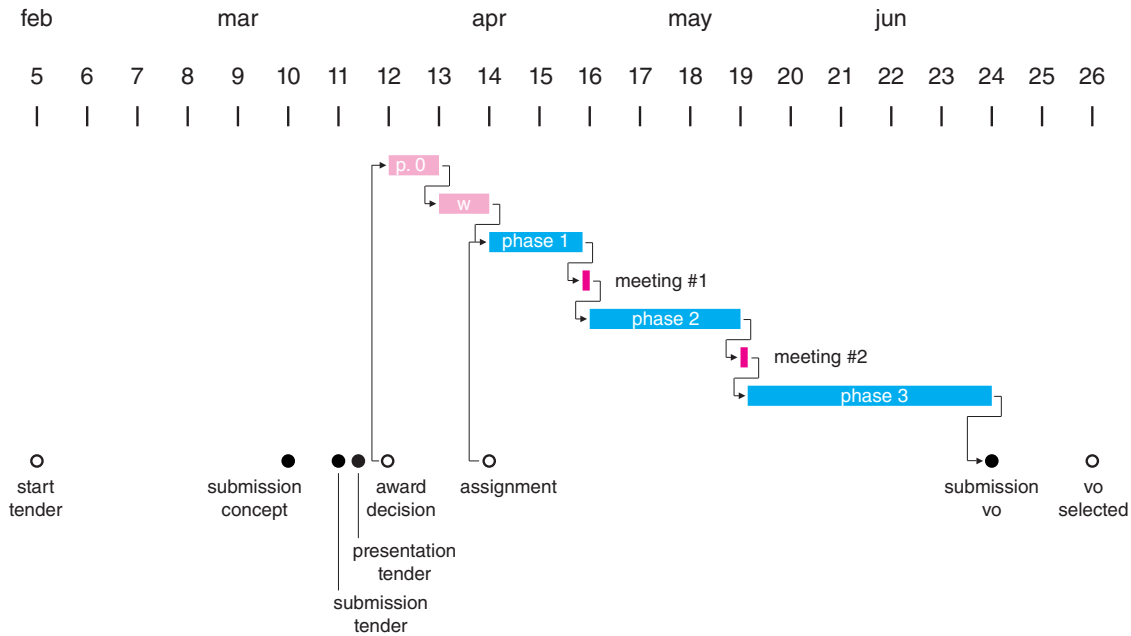 feb mar apr may jun
5 6 7 8 9 10 11 12 13 14 15 16 17 18 19 20 21 22 23 24 25 26
p. 0
w
phase 1
meeting #1
phase 2
meeting #2
phase 3
start
tender
submission
concept
award
decision
assignment
submission
vo
vo
selected
presentation
tender
submission
tender